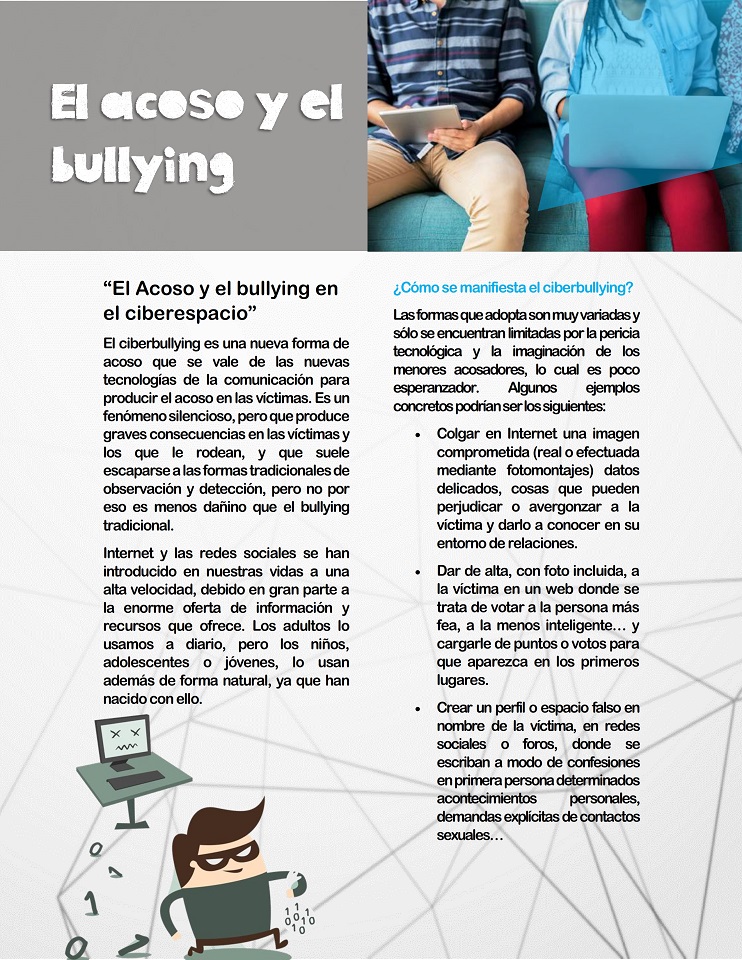 El acoso y el
bullying
“El Acoso y el bullying en
el ciberespacio”
El ciberbullying es una nueva forma de
acoso que se vale de las nuevas
tecnologías de la comunicación para
producir el acoso en las víctimas. Es un
fenómeno silencioso, pero que produce
graves consecuencias en las víctimas y
los que le rodean, y que suele
escaparse a las formas tradicionales de
observación y detección, pero no por
eso es menos dañino que el bullying
tradicional.
Internet y las redes sociales se han
introducido en nuestras vidas a una
alta velocidad, debido en gran parte a
la enorme oferta de información y
recursos que ofrece. Los adultos lo
usamos a diario, pero los niños,
adolescentes o jóvenes, lo usan
además de forma natural, ya que han
nacido con ello.
¿Cómo se manifiesta el ciberbullying?
Las formas que adopta son muy variadas y
sólo se encuentran limitadas por la pericia
tecnológica y la imaginación de los
menores acosadores, lo cual es poco
esperanzador. Algunos ejemplos
concretos podrían ser los siguientes:
• Colgar en Internet una imagen
comprometida (real o efectuada
mediante fotomontajes) datos
delicados, cosas que pueden
perjudicar o avergonzar a la
víctima y darlo a conocer en su
entorno de relaciones.
• Dar de alta, con foto incluida, a
la víctima en un web donde se
trata de votar a la persona más
fea, a la menos inteligente… y
cargarle de puntos o votos para
que aparezca en los primeros
lugares.
• Crear un perfil o espacio falso en
nombre de la víctima, en redes
sociales o foros, donde se
escriban a modo de confesiones
en primera persona determinados
acontecimientos personales,
demandas explícitas de contactos
sexuales…
0
1
1
0
1
1
0 0 1 0
1 0